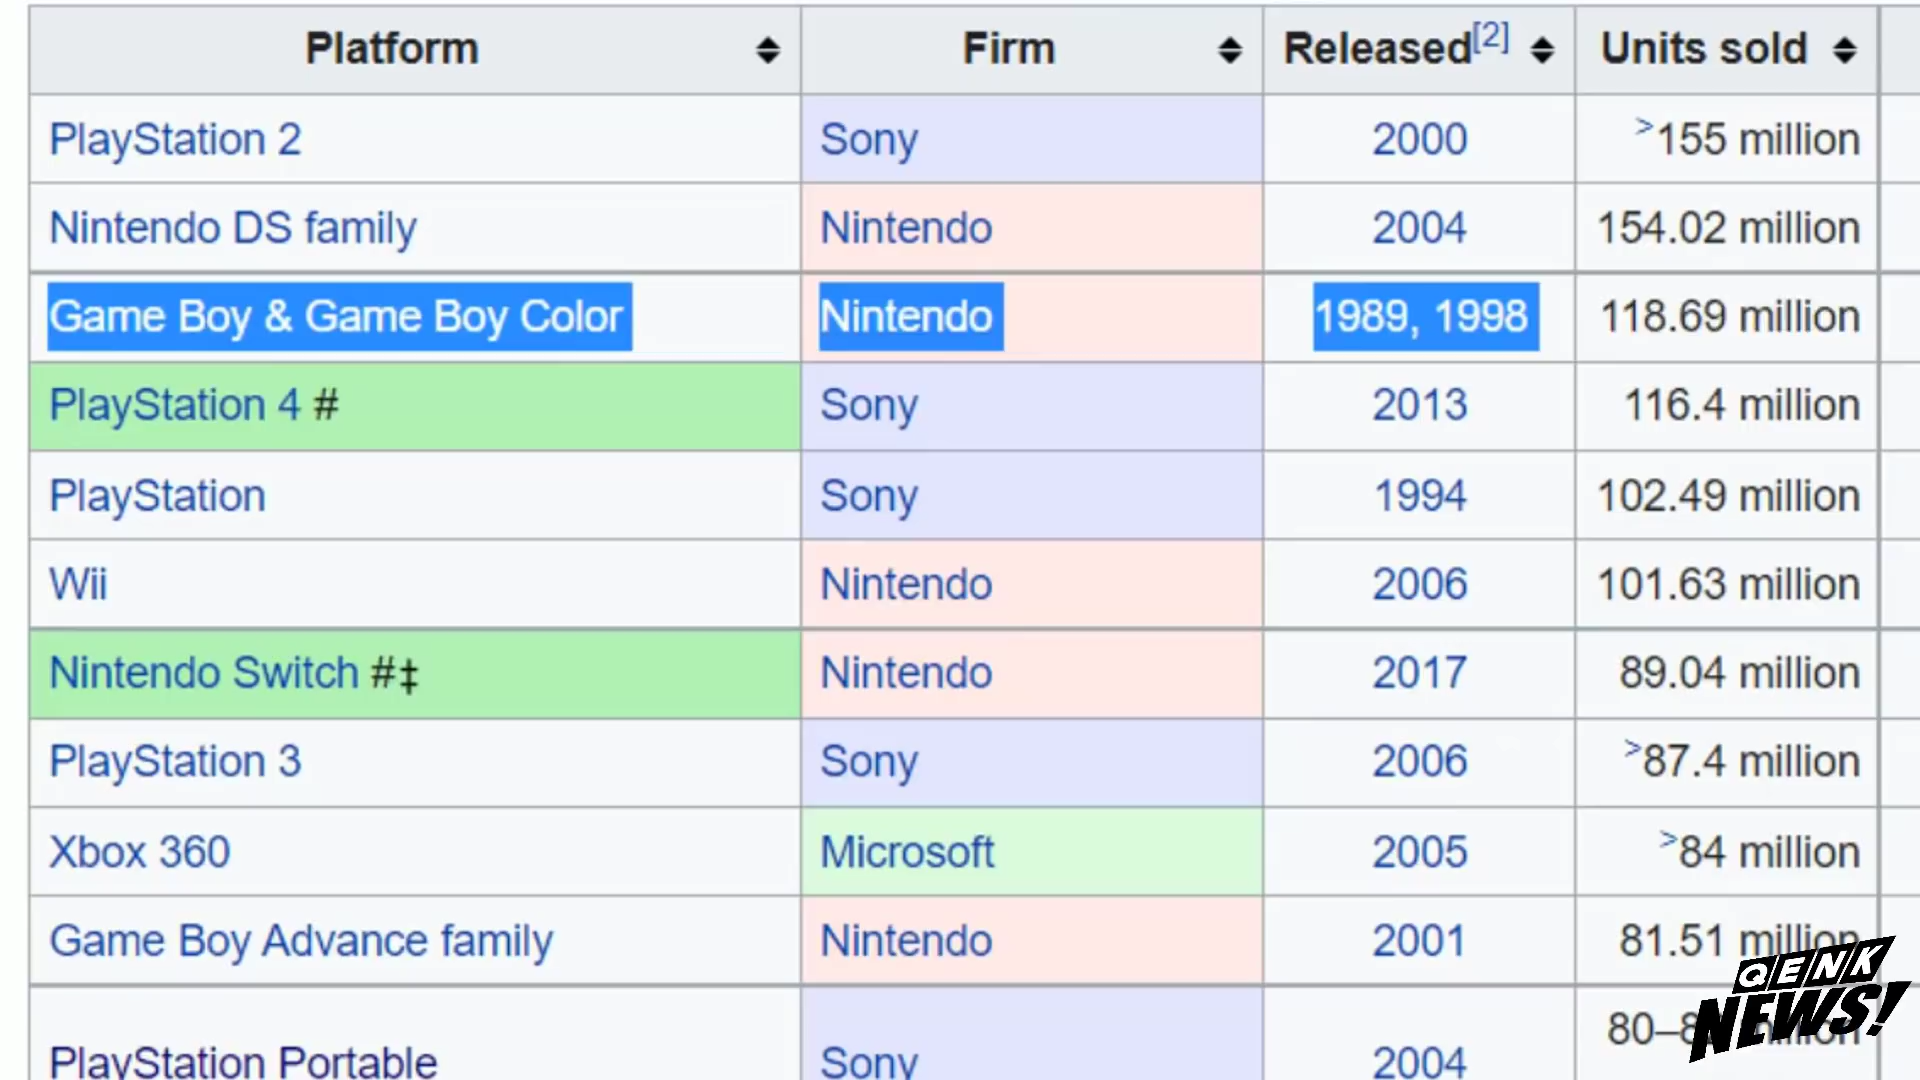 Platform Firm Released[2] Units sold
PlayStation 2 Sony 2000 >155 million
Nintendo DS family Nintendo 2004 154.02 million
Game Boy & Game Boy Color Nintendo 1989, 1998 118.69 million
PlayStation 4 # Sony 2013 116.4 million
PlayStation Sony 1994 102.49 million
Wii Nintendo 2006 101.63 million
Nintendo Switch #‡ Nintendo 2017 89.04 million
PlayStation 3 Sony 2006 >87.4 million
Xbox 360 Microsoft 2005 >84 million
Game Boy Advance family Nintendo 2001 81.51 million
PlayStation Portable Sony 2004
QENK
NEWS!